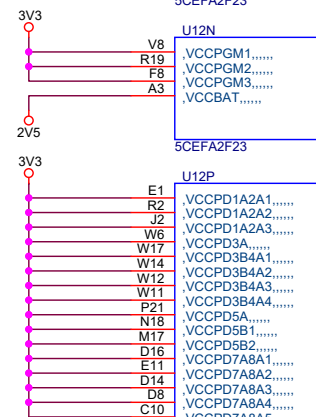 5CEFA2F23
3V3
U12N
V8 ,VCCPGM1,,,,,,
R19 ,VCCPGM2,,,,,,
F8 ,VCCPGM3,,,,,,
A3 ,VCCBAT,,,,,,
2V5
5CEFA2F23
3V3
U12P
E1 ,VCCPD1A2A1,,,,,,
R2 ,VCCPD1A2A2,,,,,,
J2 ,VCCPD1A2A3,,,,,,
W6 ,VCCPD3A,,,,,,
W17 ,VCCPD3B4A1,,,,,,
W14 ,VCCPD3B4A2,,,,,,
W12 ,VCCPD3B4A3,,,,,,
W11 ,VCCPD3B4A4,,,,,,
P21 ,VCCPD5A,,,,,,
N18 ,VCCPD5B1,,,,,,
M17 ,VCCPD5B2,,,,,,
D16 ,VCCPD7A8A1,,,,,,
E11 ,VCCPD7A8A2,,,,,,
D14 ,VCCPD7A8A3,,,,,,
D8 ,VCCPD7A8A4,,,,,,
C10 ,VCCPD7A8A5,,,,,,